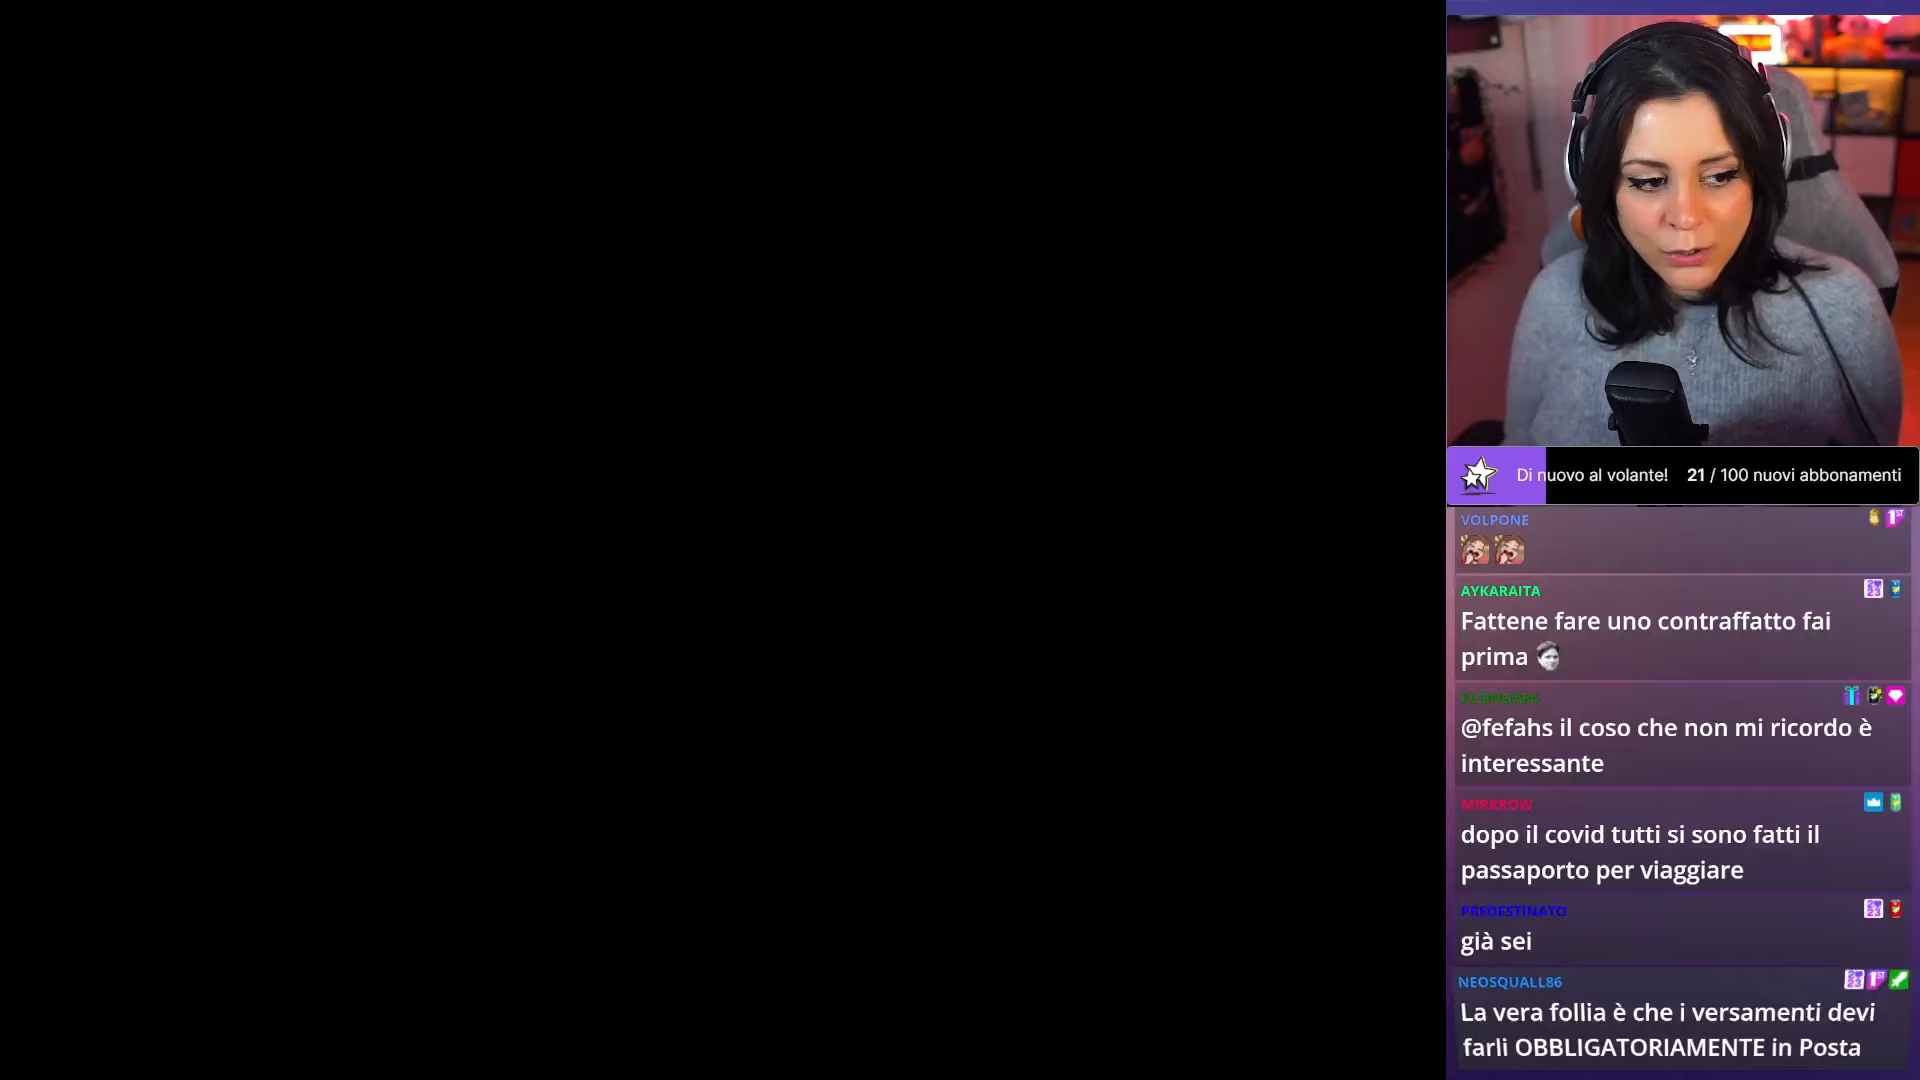 Di nuovo al volante! 21 / 100 nuovi abbonamenti
VOLPONE
AYKARAITA
Fattene fare uno contraffatto fai
prima
@fefahs il coso che non mi ricordo è
interessante
MIRKROW
dopo il covid tutti si sono fatti il
passaporto per viaggiare
PREDESTINATO
già sei
NEOSQUALL86
La vera follia è che i versamenti devi
farli OBBLIGATORIAMENTE in Posta